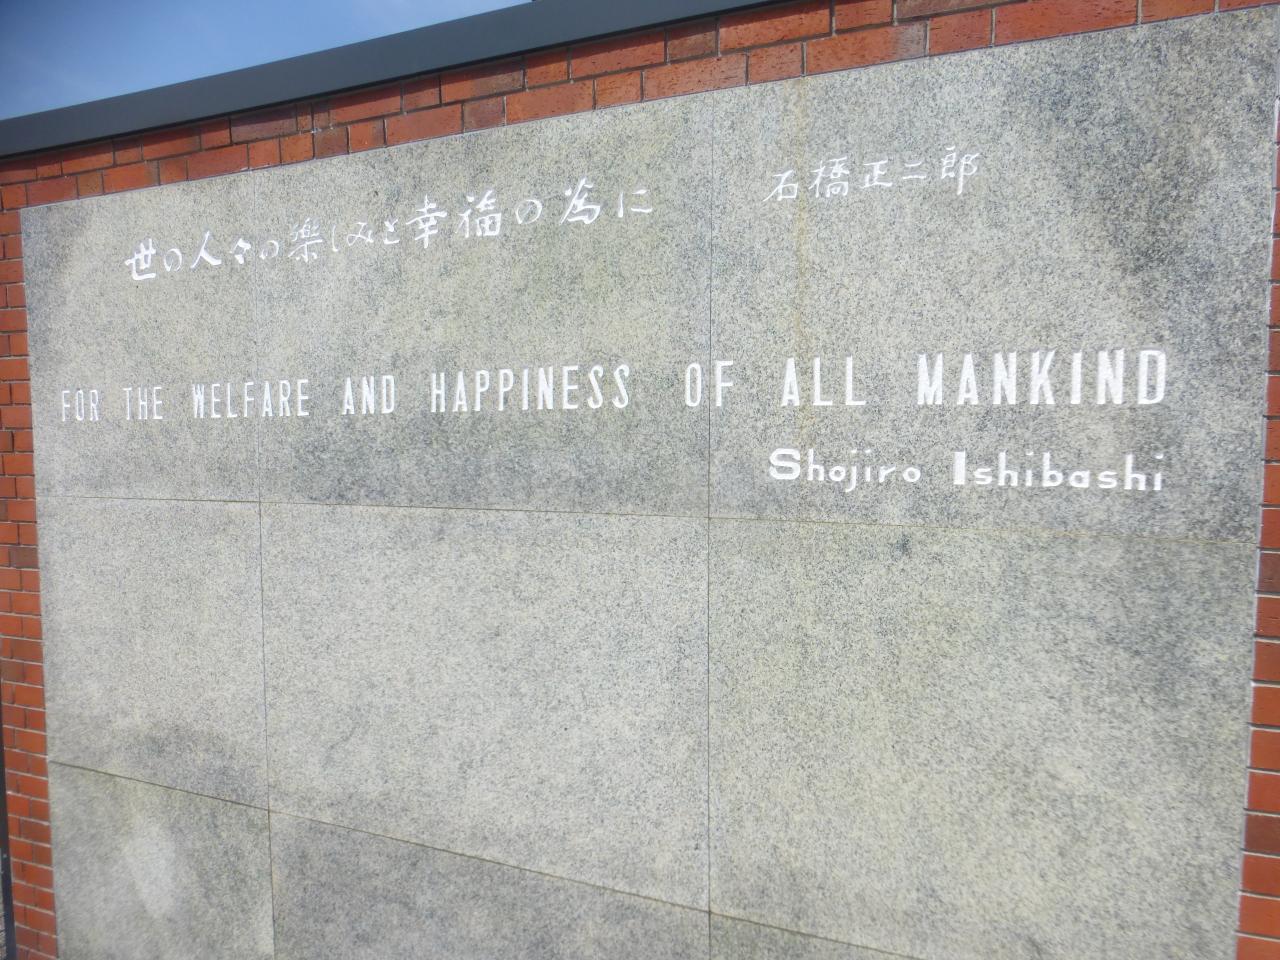 世の人々の楽しみと幸福の為に 石橋正二郎
FOR THE WELFARE AND HAPPINESS OF ALL MANKIND
Shojiro Ishibashi